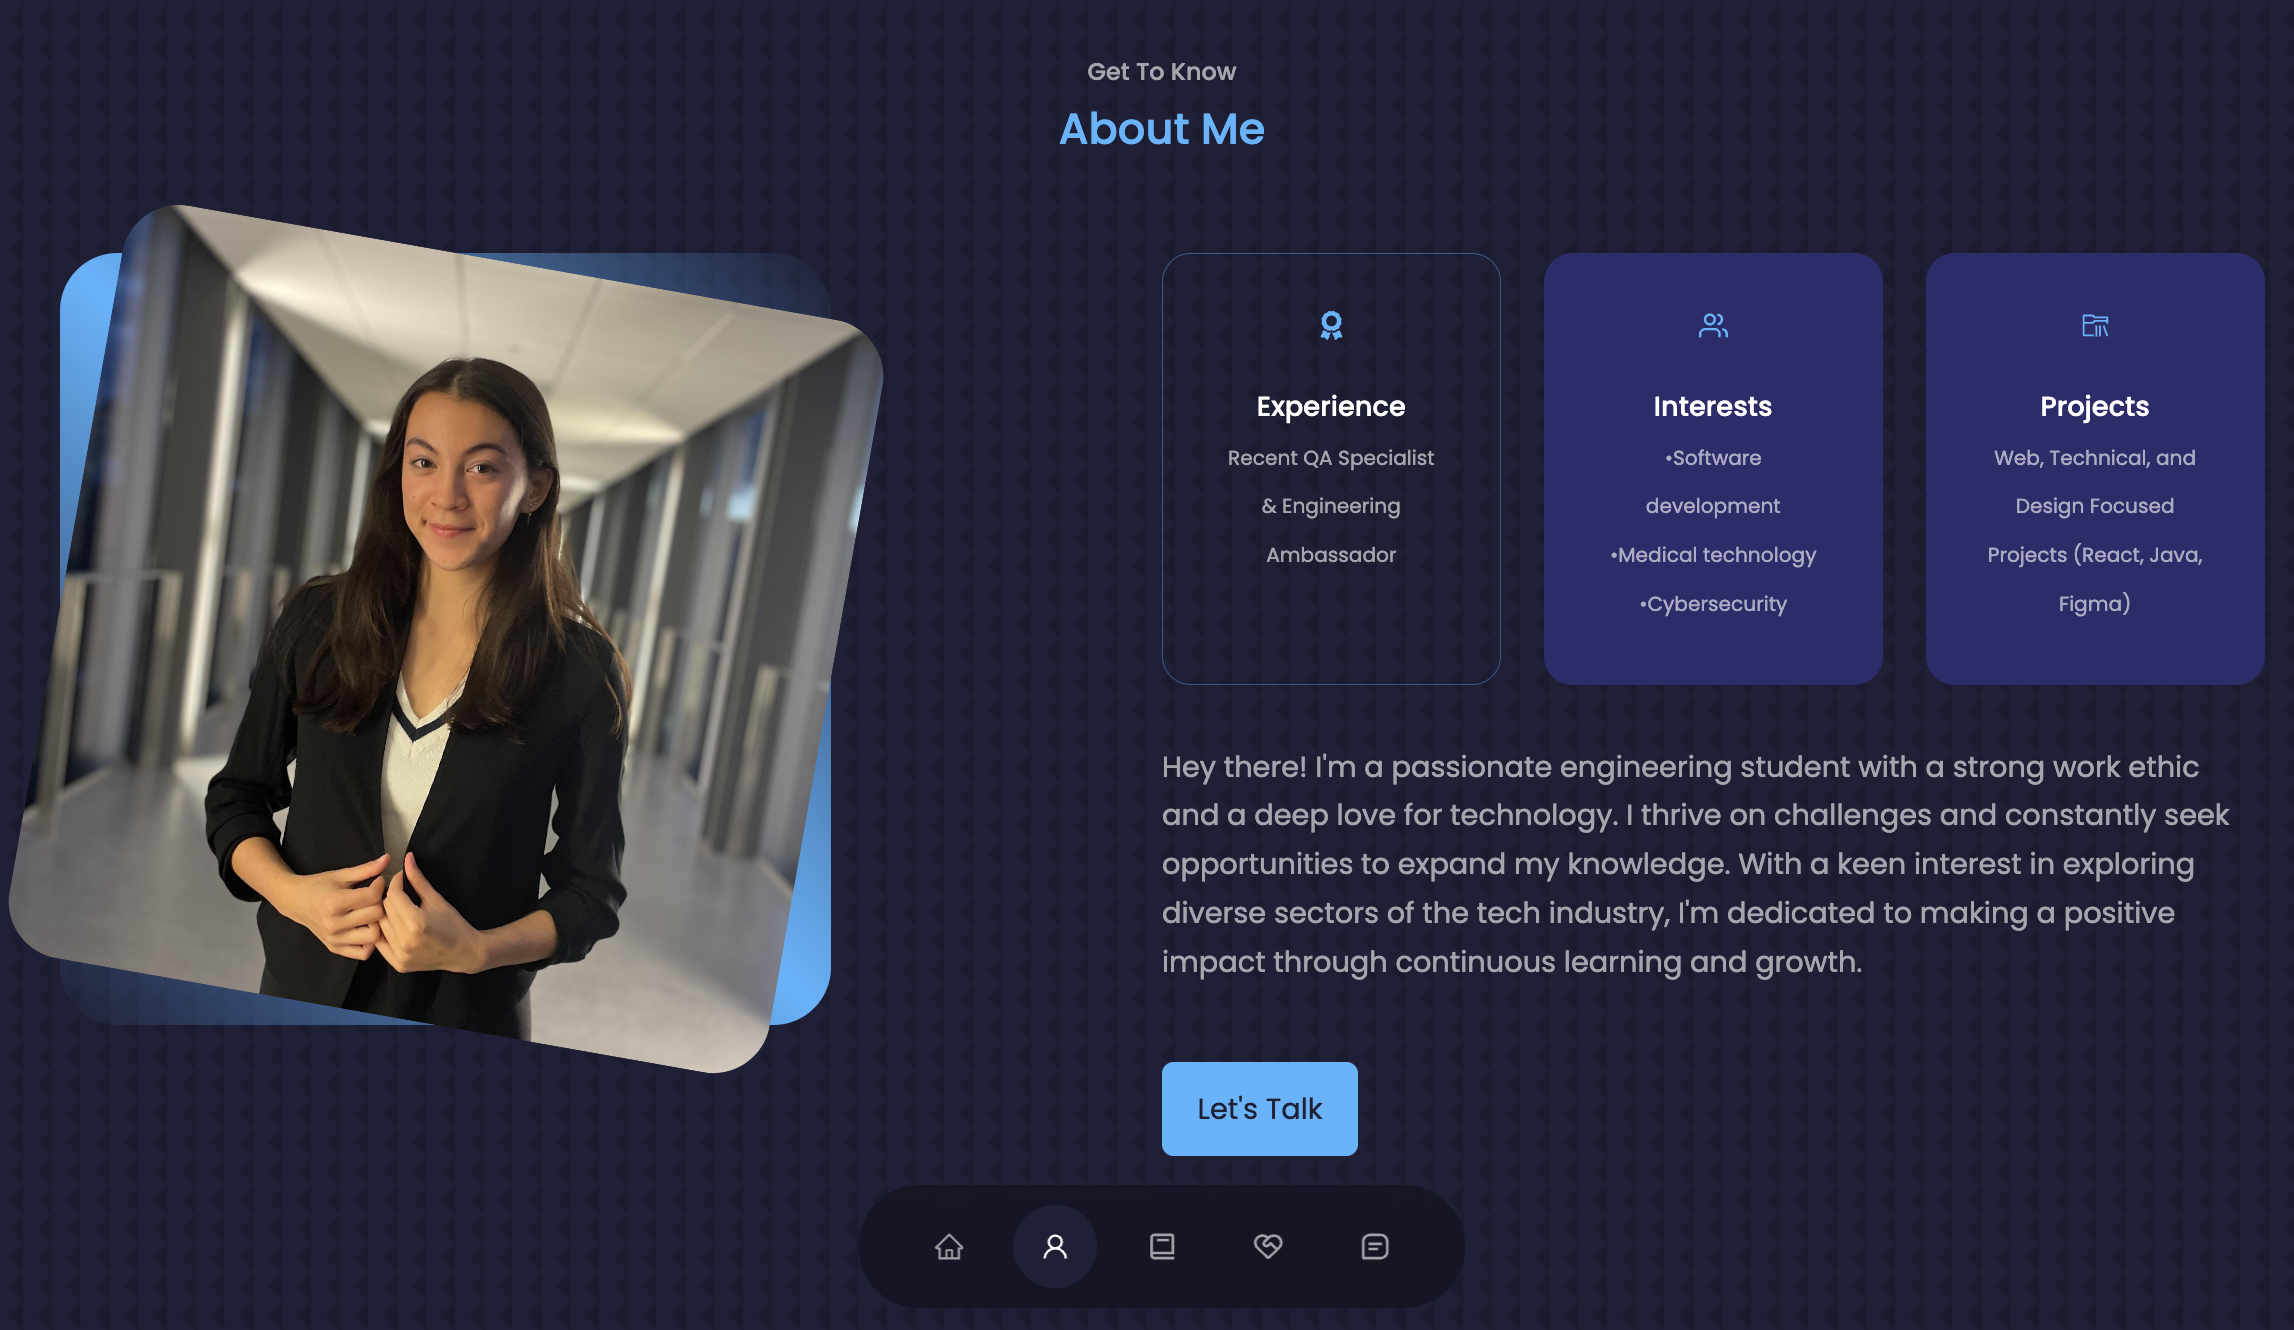 Get To Know
About Me
Experience
Recent QA Specialist
& Engineering
Ambassador
Interests
•Software
development
•Medical technology
•Cybersecurity
Projects
Web, Technical, and
Design Focused
Projects (React, Java,
Figma)
Hey there! I'm a passionate engineering student with a strong work ethic
and a deep love for technology. I thrive on challenges and constantly seek
opportunities to expand my knowledge. With a keen interest in exploring
diverse sectors of the tech industry, I'm dedicated to making a positive
impact through continuous learning and growth.
Let's Talk